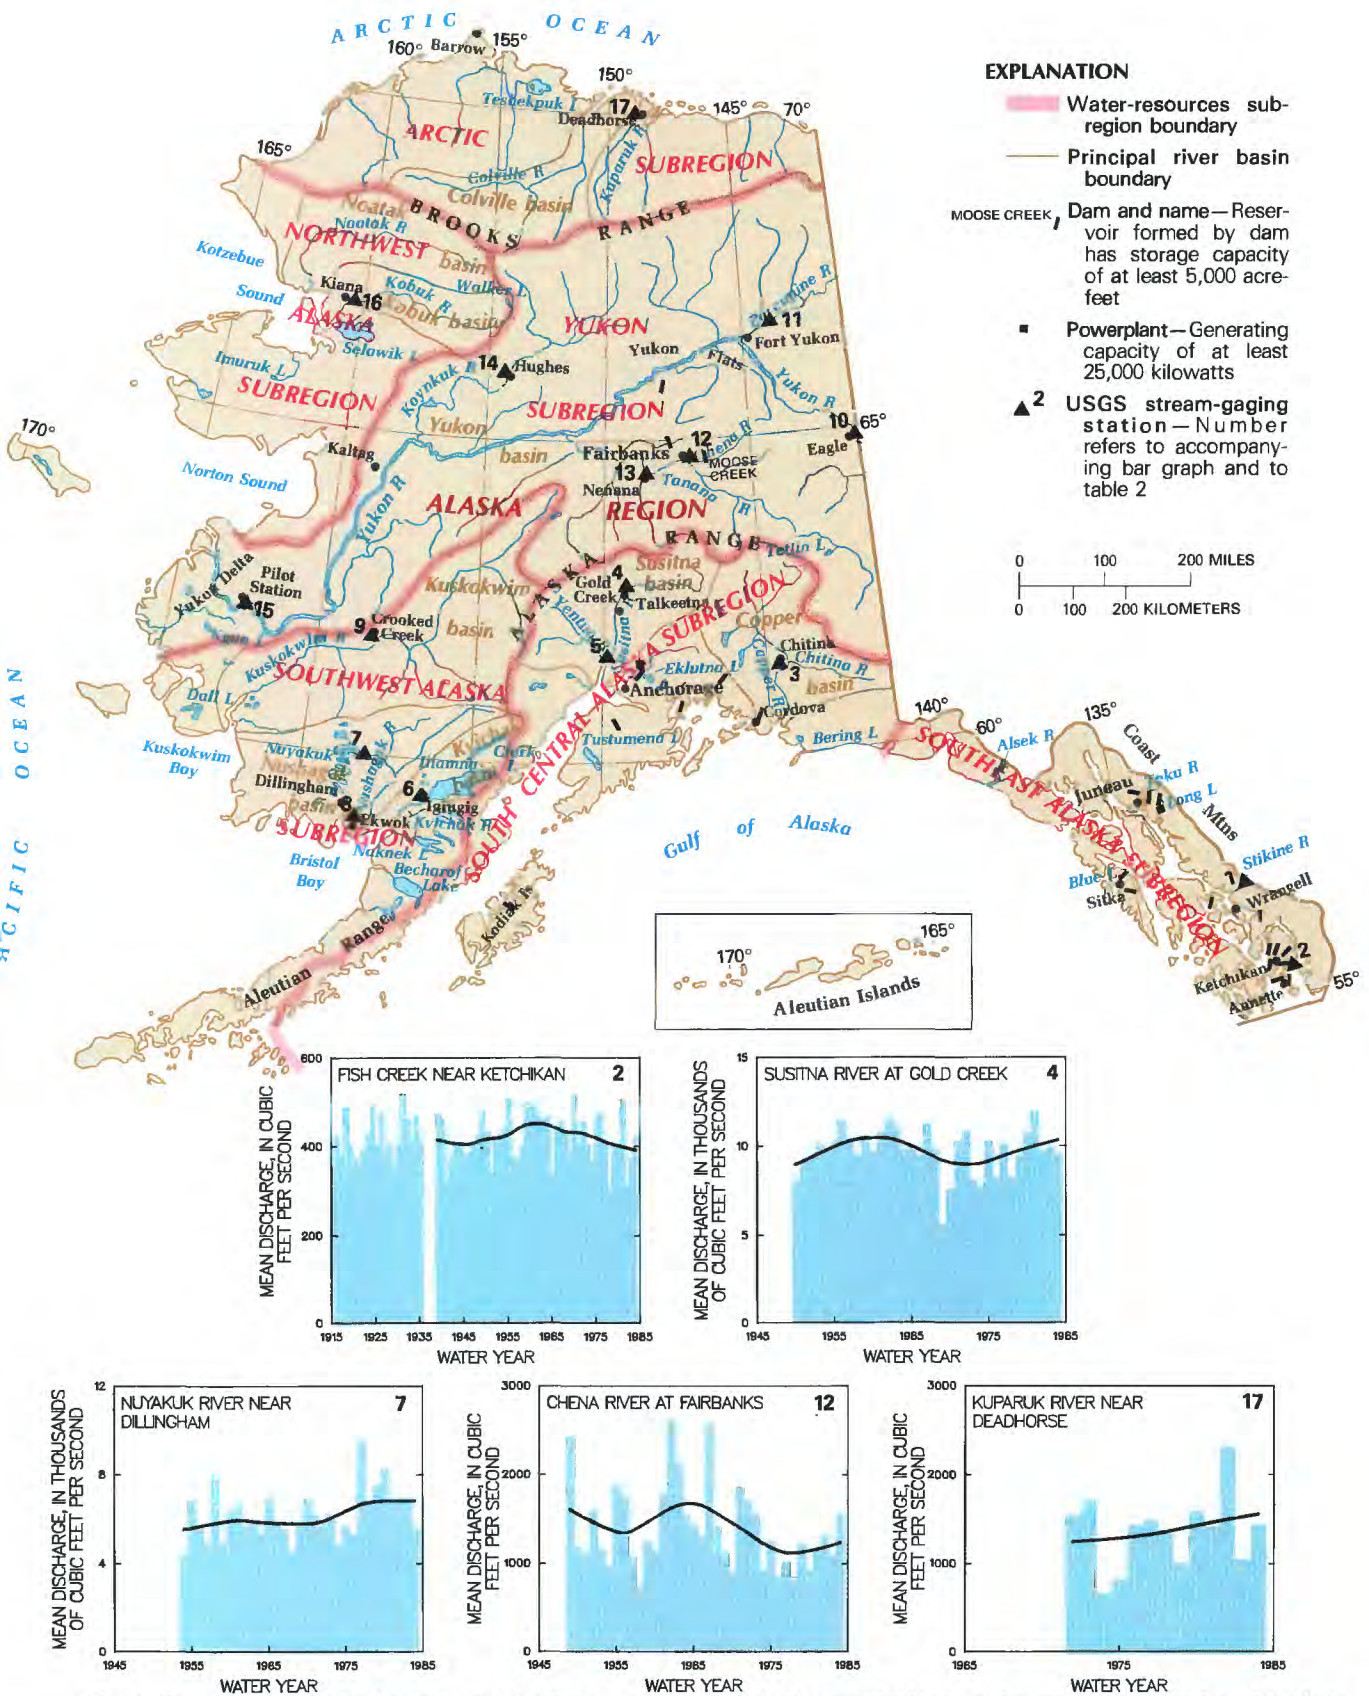 ARCTIC OCEAN
160° Barrow 155°
150°
145° 70°
165°
Teshekpuk L
17
Deadhorse
ARCTIC
SUBREGION
Kuparuk R
Colville R
Colville basin
Noatak
Noatak R
BROOKS RANGE
NORTHWEST
basin
Kotzebue
Sound
Kiana
16
Kobuk R
Walker L
Kobuk basin
ALASKA
Selawik L
Imuruk L
SUBREGION
YUKON
Porcupine R
11
Yukon Flats
Fort Yukon
14
Hughes
Yukon R
SUBREGION
Yukon
basin
10
65°
Eagle
170°
Kaltag
Norton Sound
Fairbanks
12
Chena R
MOOSE
CREEK
13
Nenana
Tanana R
Yukon R
ALASKA
REGION
ALASKA RANGE
Tetlin L
Yukon Delta
Pilot
Station
15
Kuskokwim
basin
Susitna
basin
4
Gold
Creek
Talkeetna
Yentna
Susitna R
5
9
Crooked
Creek
Kuskokwim R
Copper
basin
Chitina
Chitina R
3
Copper R
Eklutna L
Anchorage
Cordova
SOUTHWEST ALASKA
SUBREGION
Dall L
Kuskokwim
Bay
Nuyakuk
7
Nushagak R
Dillingham
basin
8
Ekwok
6
Igiugig
Iliamna
Clark
Kvichak R
Naknek L
Becharof
Lake
Bristol
Bay
Tustumena L
SOUTH CENTRAL ALASKA SUBREGION
Bering L
Kodiak Is
Aleutian Range
PACIFIC OCEAN
Gulf of Alaska
140°
60°
135°
Alsek R
Coast
Mtns
Juneau
Taku R
Long L
SOUTHEAST ALASKA SUBREGION
Blue L
Sitka
1
Stikine R
Wrangell
2
Ketchikan
Annette
55°
170°
165°
Aleutian Islands
EXPLANATION
Water-resources sub-
region boundary
Principal river basin
boundary
MOOSE CREEK Dam and name—Reser-
voir formed by dam
has storage capacity
of at least 5,000 acre-
feet
Powerplant—Generating
capacity of at least
25,000 kilowatts
2 USGS stream-gaging
station—Number
refers to accompany-
ing bar graph and to
table 2
0 100 200 MILES
0 100 200 KILOMETERS
FISH CREEK NEAR KETCHIKAN 2
MEAN DISCHARGE, IN CUBIC
FEET PER SECOND
600
400
200
0
1915 1925 1935 1945 1955 1965 1975 1985
WATER YEAR
SUSITNA RIVER AT GOLD CREEK 4
MEAN DISCHARGE, IN THOUSANDS
OF CUBIC FEET PER SECOND
15
10
5
0
1945 1955 1965 1975 1985
WATER YEAR
NUYAKUK RIVER NEAR
DILLINGHAM
7
MEAN DISCHARGE, IN THOUSANDS
OF CUBIC FEET PER SECOND
12
8
4
0
1945 1955 1965 1975 1985
WATER YEAR
CHENA RIVER AT FAIRBANKS 12
MEAN DISCHARGE, IN CUBIC
FEET PER SECOND
3000
2000
1000
0
1945 1955 1965 1975 1985
WATER YEAR
KUPARUK RIVER NEAR
DEADHORSE
17
MEAN DISCHARGE, IN CUBIC
FEET PER SECOND
3000
2000
1000
0
1965 1975 1985
WATER YEAR